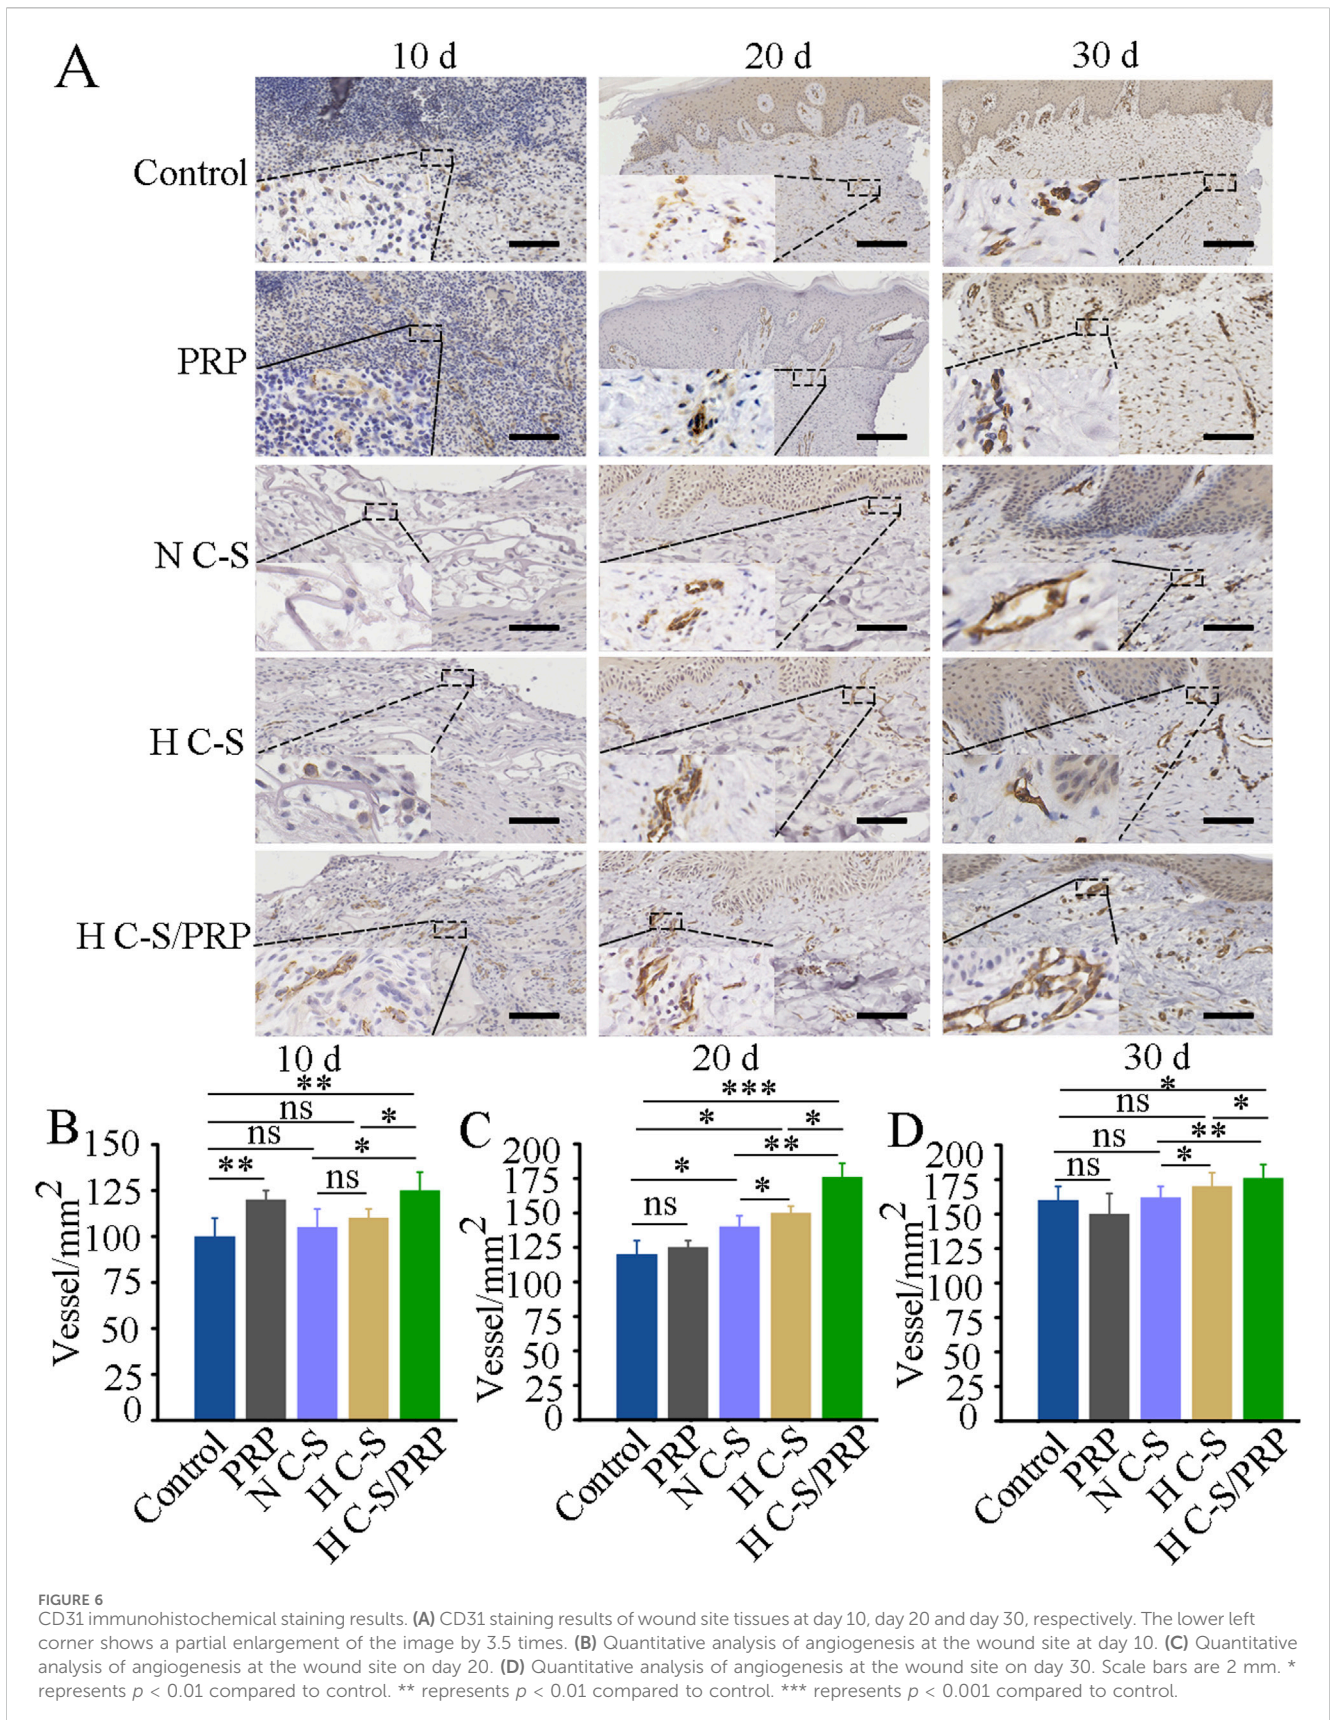 A
10 d
20 d
30 d
Control
PRP
N C-S
H C-S
H C-S/PRP
10 d
20 d
30 d
B
**
ns
*
ns
*
**
ns
150
125
100
75
50
25
0
Vessel/mm2
Control
PRP
N C-S
H C-S
H C-S/PRP
C
***
*
*
**
*
*
ns
200
175
150
125
100
75
50
25
0
Vessel/mm2
Control
PRP
N C-S
H C-S
H C-S/PRP
D
*
ns
*
ns
**
ns
*
200
175
150
125
100
75
50
25
0
Vessel/mm2
Control
PRP
N C-S
H C-S
H C-S/PRP
FIGURE 6
CD31 immunohistochemical staining results. (A) CD31 staining results of wound site tissues at day 10, day 20 and day 30, respectively. The lower left
corner shows a partial enlargement of the image by 3.5 times. (B) Quantitative analysis of angiogenesis at the wound site at day 10. (C) Quantitative
analysis of angiogenesis at the wound site on day 20. (D) Quantitative analysis of angiogenesis at the wound site on day 30. Scale bars are 2 mm. *
represents p < 0.01 compared to control. ** represents p < 0.01 compared to control. *** represents p < 0.001 compared to control.